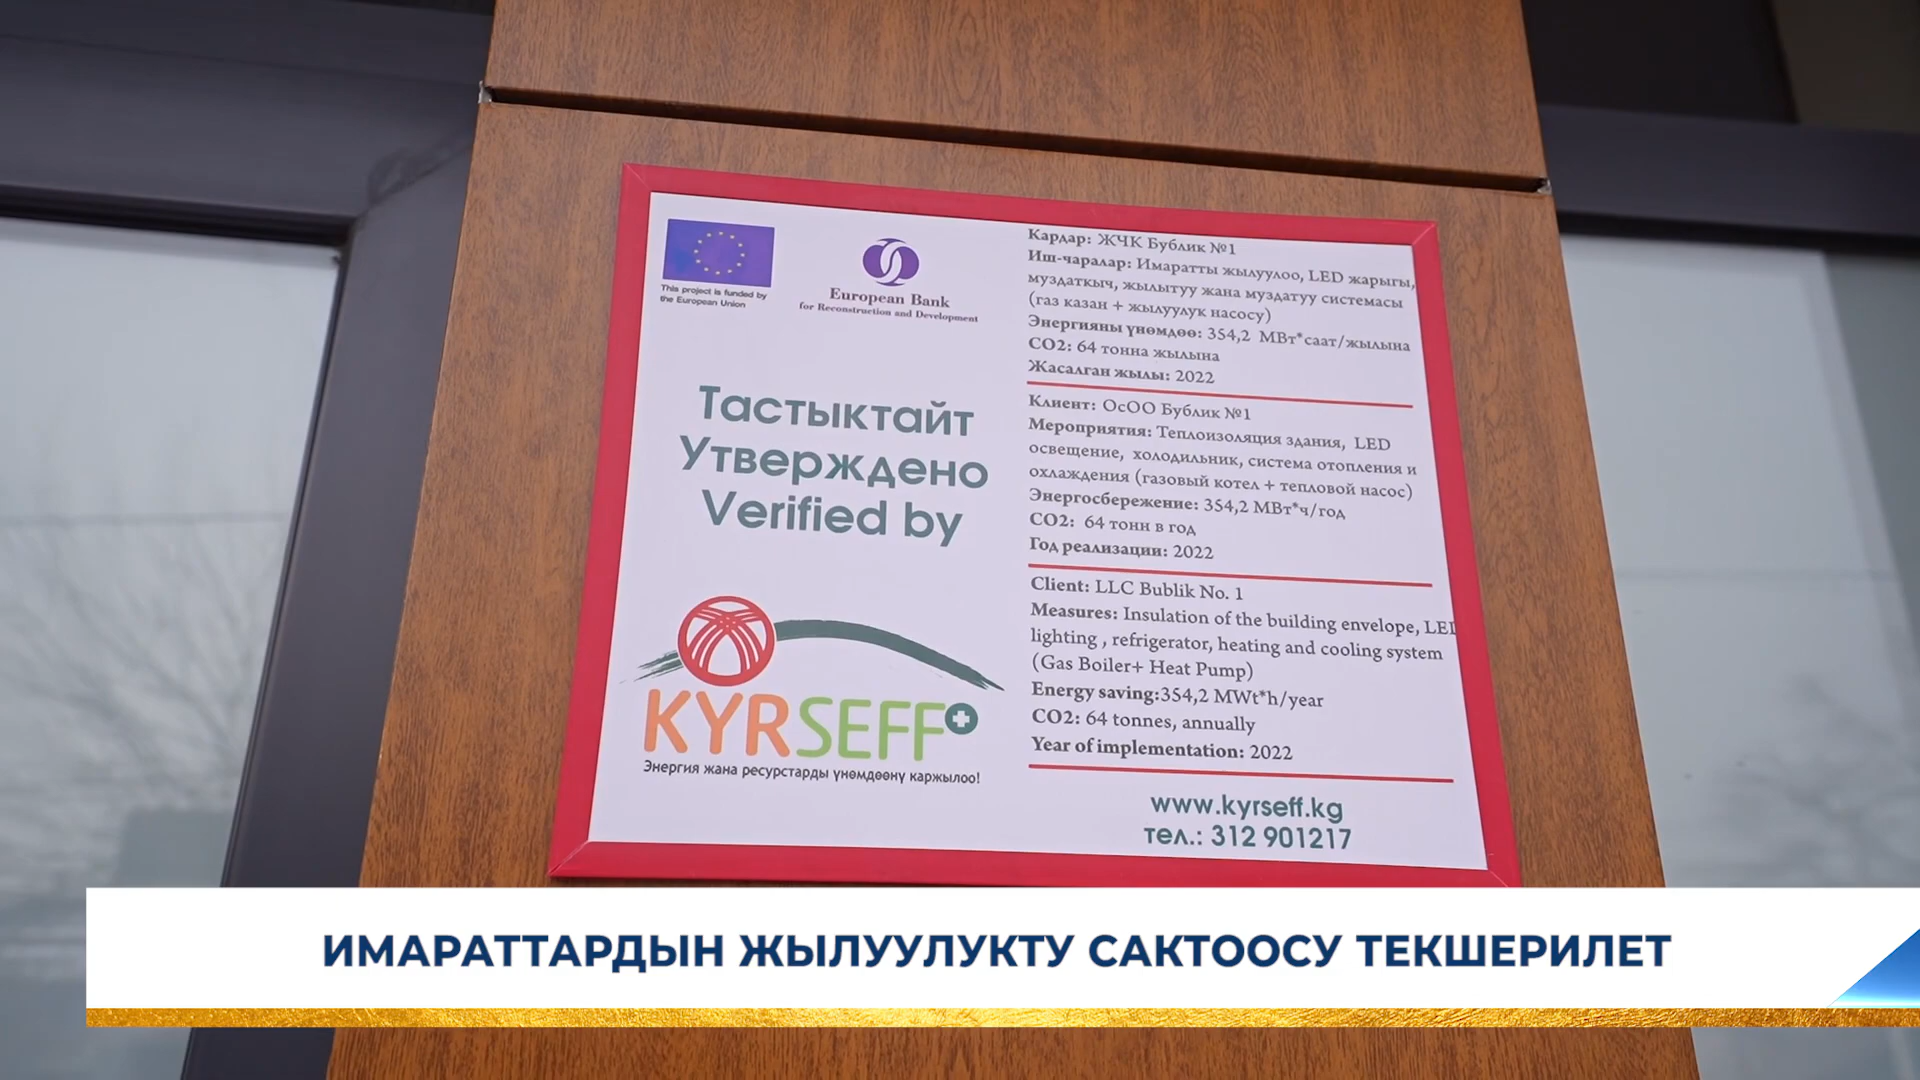 This project is funded by
the European Union
European Bank
for Reconstruction and Development
Тастыктайт
Утверждено
Verified by
KYRSEFF+
Энергия жана ресурстарды үнөмдөөнү каржылоо!
Кардар: ЖЧК Бублик №1
Иш-чаралар: Имаратты жылуулоо, LED жарыгы,
муздаткыч, жылытуу жана муздатуу системасы
(газ казан + жылуулук насосу)
Энергияны үнөмдөө: 354,2 МВт*саат/жылына
СО2: 64 тонна жылына
Жасалган жылы: 2022
Клиент: ОсОО Бублик №1
Мероприятия: Теплоизоляция здания, LED
освещение, холодильник, система отопления и
охлаждения (газовый котел + тепловой насос)
Энергосбережение: 354,2 МВт*ч/год
СО2: 64 тонн в год
Год реализации: 2022
Client: LLC Bublik No. 1
Measures: Insulation of the building envelope, LED
lighting , refrigerator, heating and cooling system
(Gas Boiler+ Heat Pump)
Energy saving:354,2 MWt*h/year
CO2: 64 tonnes, annually
Year of implementation: 2022
www.kyrseff.kg
тел.: 312 901217
ИМАРАТТАРДЫН ЖЫЛУУЛУКТУ САКТООСУ ТЕКШЕРИЛЕТ